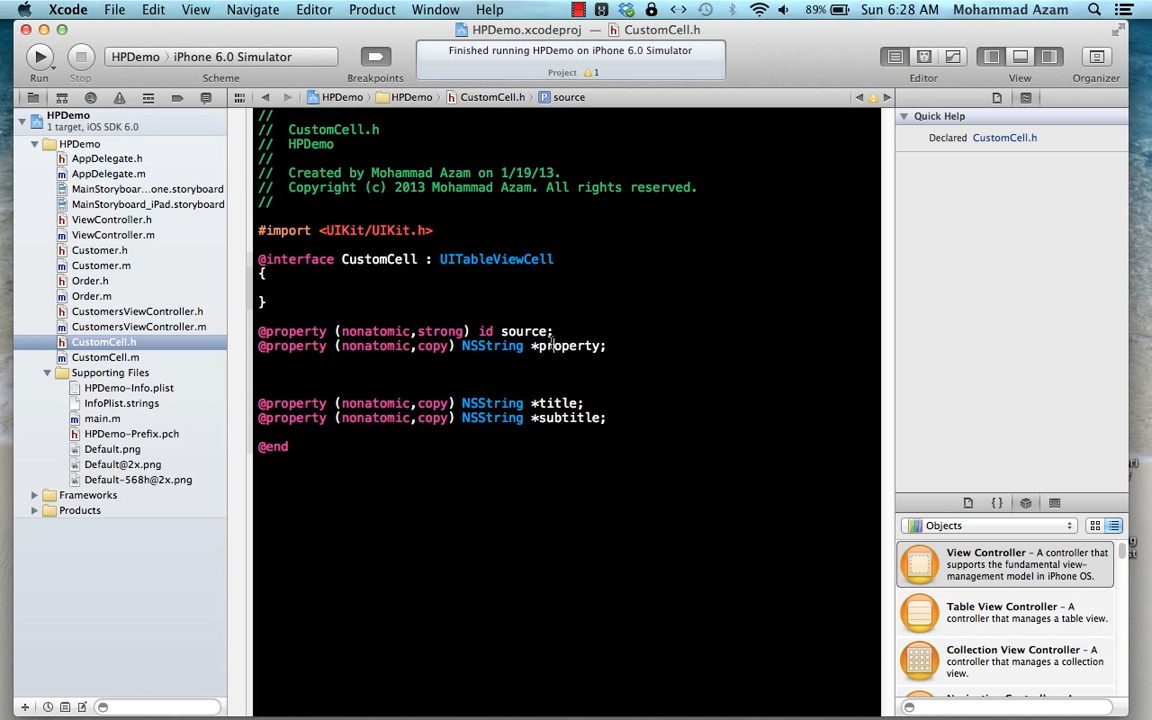 Xcode File Edit View Navigate Editor Product Window Help 89% Sun 6:28 AM Mohammad Azam
HPDemo.xcodeproj — CustomCell.h
HPDemo iPhone 6.0 Simulator
Finished running HPDemo on iPhone 6.0 Simulator
Project 1
Run Stop Scheme Breakpoints Editor View Organizer
HPDemo HPDemo CustomCell.h source
HPDemo
1 target, iOS SDK 6.0
HPDemo
AppDelegate.h
AppDelegate.m
MainStoryboard...one.storyboard
MainStoryboard_iPad.storyboard
ViewController.h
ViewController.m
Customer.h
Customer.m
Order.h
Order.m
CustomersViewController.h
CustomersViewController.m
CustomCell.h
CustomCell.m
Supporting Files
HPDemo-Info.plist
InfoPlist.strings
main.m
HPDemo-Prefix.pch
Default.png
Default@2x.png
Default-568h@2x.png
Frameworks
Products
//
// CustomCell.h
// HPDemo
//
// Created by Mohammad Azam on 1/19/13.
// Copyright (c) 2013 Mohammad Azam. All rights reserved.
//
#import <UIKit/UIKit.h>
@interface CustomCell : UITableViewCell
{
}
@property (nonatomic,strong) id source;
@property (nonatomic,copy) NSString *property;
@property (nonatomic,copy) NSString *title;
@property (nonatomic,copy) NSString *subtitle;
@end
Quick Help
Declared CustomCell.h
{ }
Objects
View Controller - A controller that
supports the fundamental view-
management model in iPhone OS.
Table View Controller - A
controller that manages a table view.
Collection View Controller - A
controller that manages a collection
view.